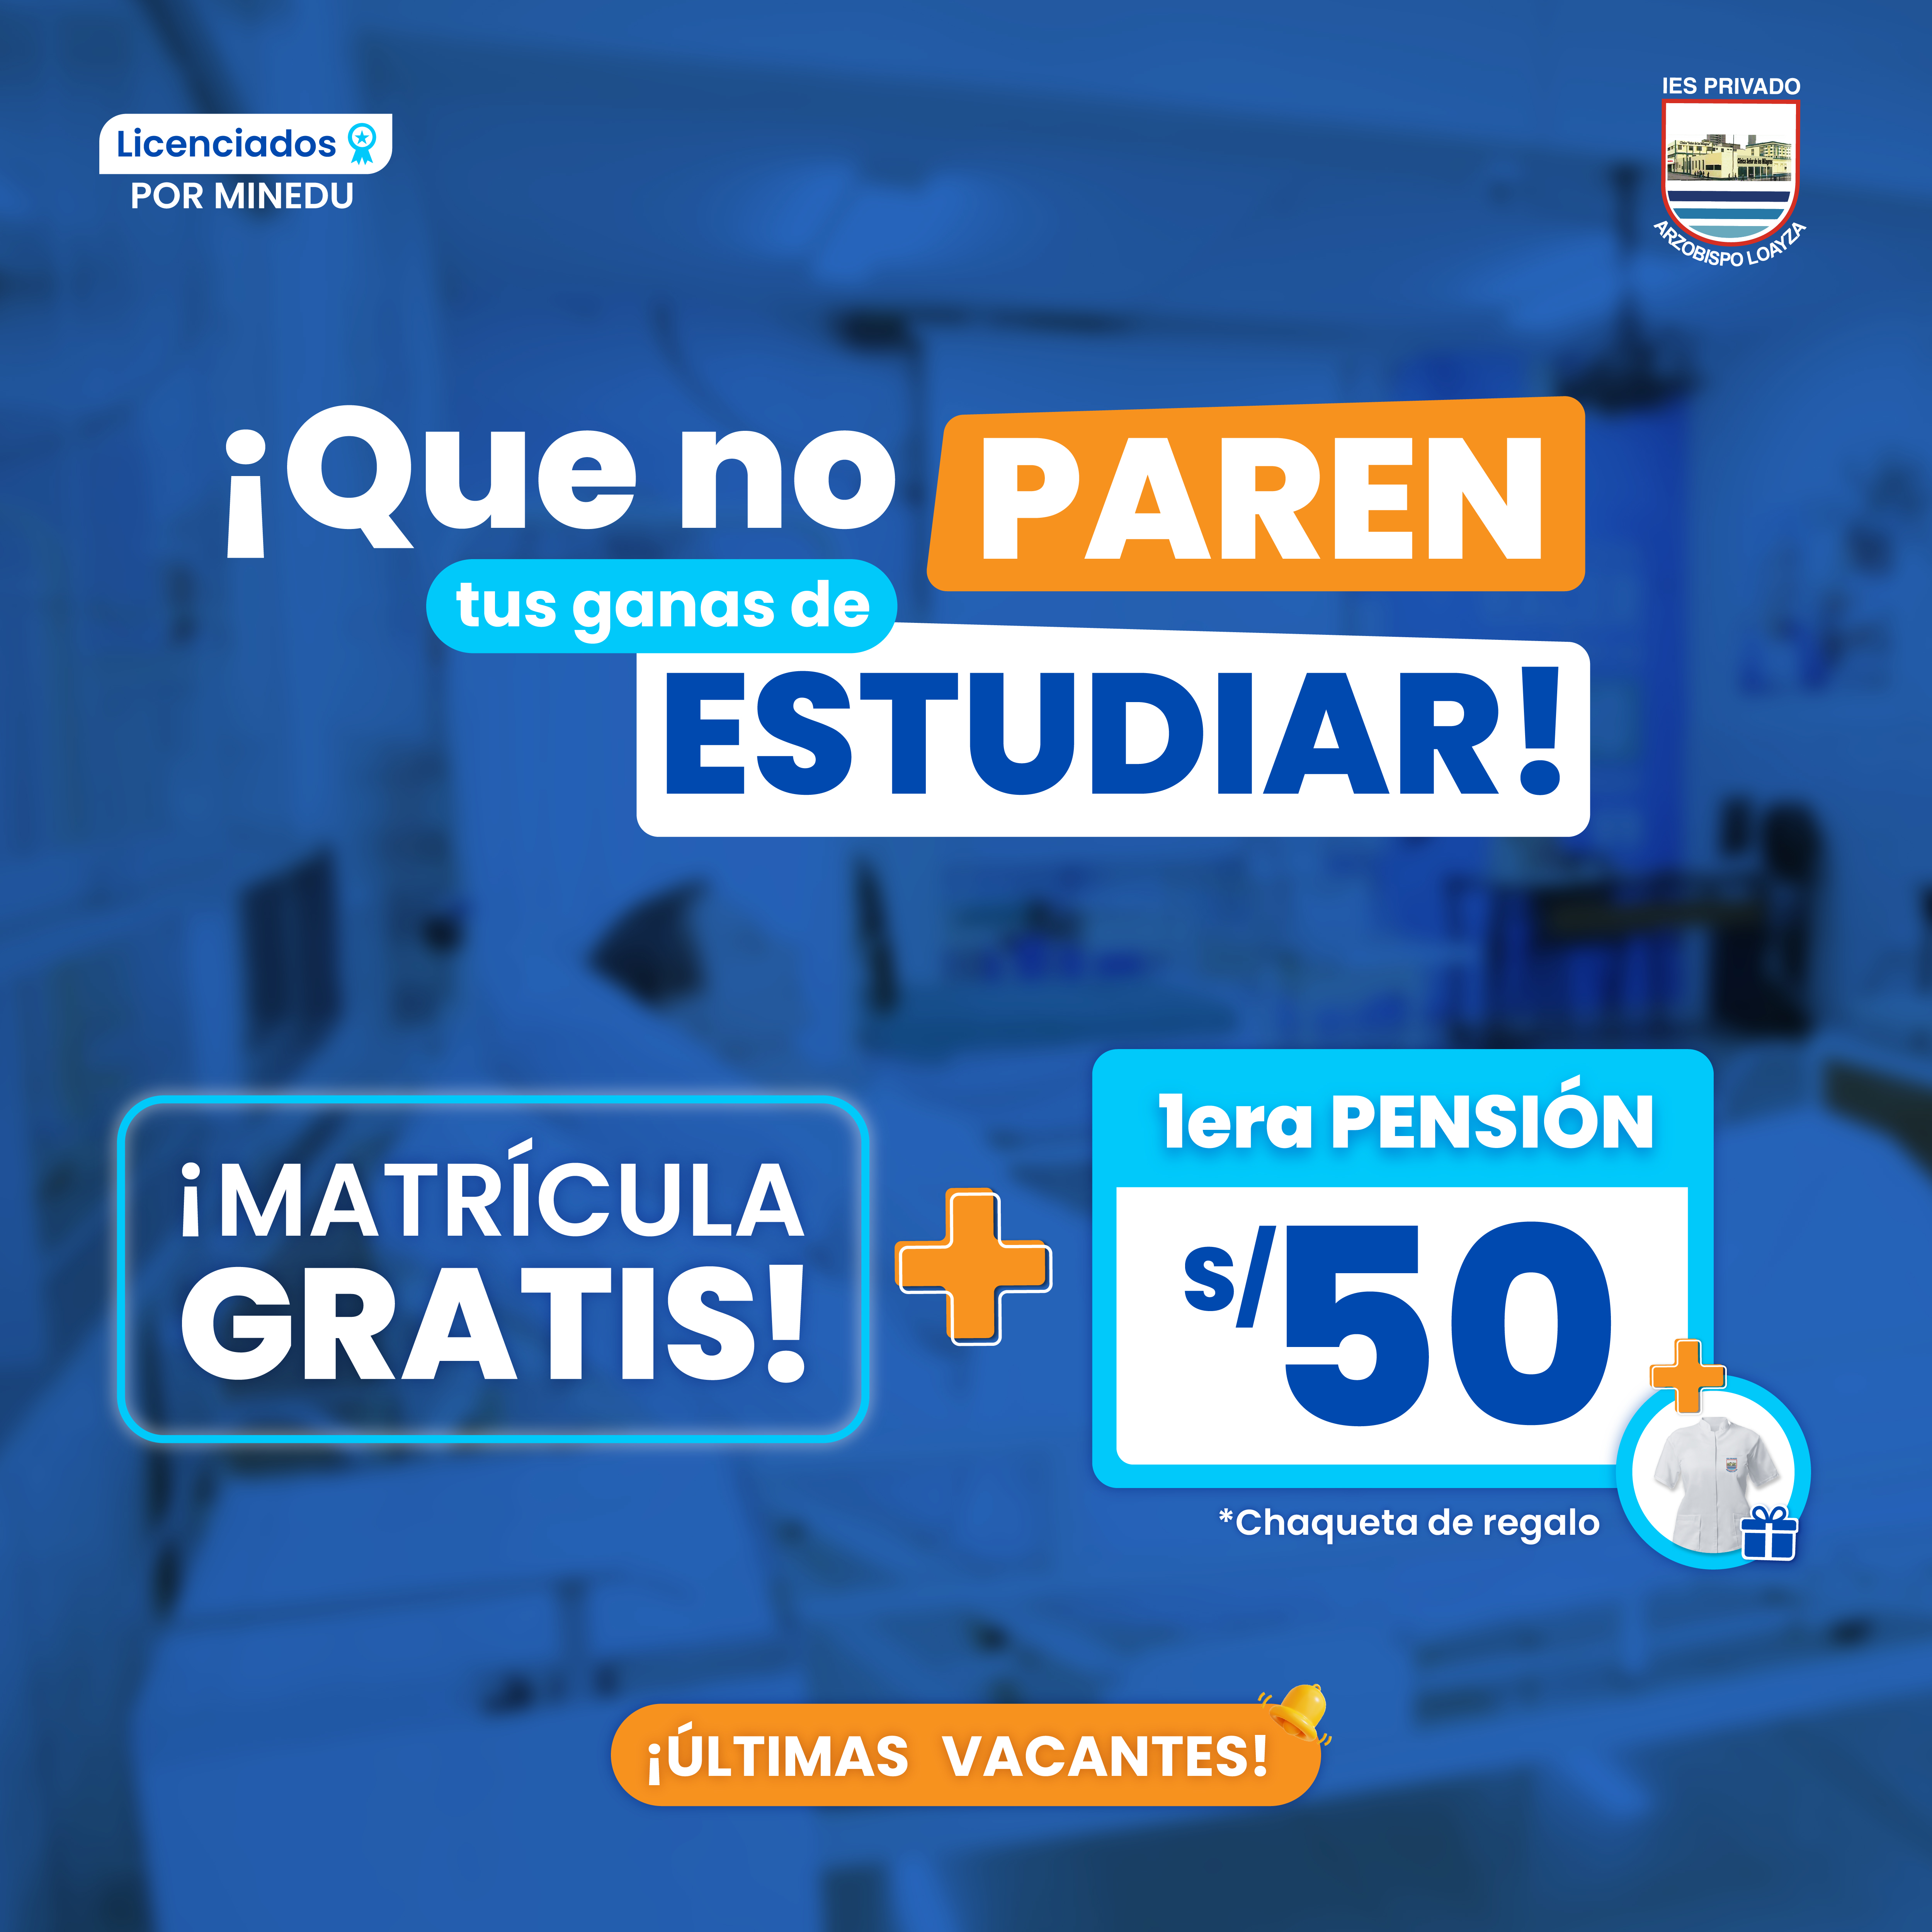 Licenciados
POR MINEDU
IES PRIVADO
ARZOBISPO LOAYZA
¡Que no PAREN
tus ganas de
ESTUDIAR!
¡MATRÍCULA
GRATIS!
1era PENSIÓN
S/50
*Chaqueta de regalo
¡ÚLTIMAS VACANTES!